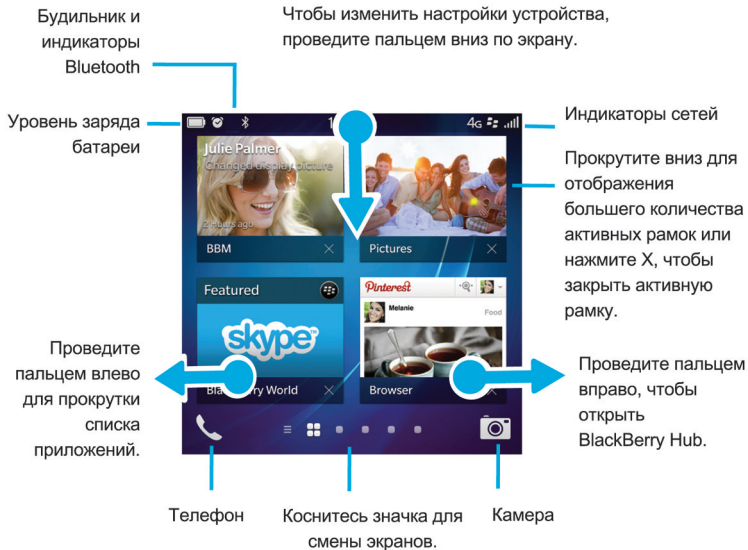 Будильник и
индикаторы
Bluetooth
Чтобы изменить настройки устройства,
проведите пальцем вниз по экрану.
Уровень заряда
батареи
4G
Индикаторы сетей
Julie Palmer
Changed display picture
2 Hours ago
BBM
Pictures
Прокрутите вниз для
отображения
большего количества
активных рамок или
нажмите X, чтобы
закрыть активную
рамку.
Featured
skype
BlackBerry World
Pinterest
Melanie
Food
Browser
Проведите
пальцем влево
для прокрутки
списка
приложений.
Проведите пальцем
вправо, чтобы
открыть
BlackBerry Hub.
Телефон
Коснитесь значка для
смены экранов.
Камера